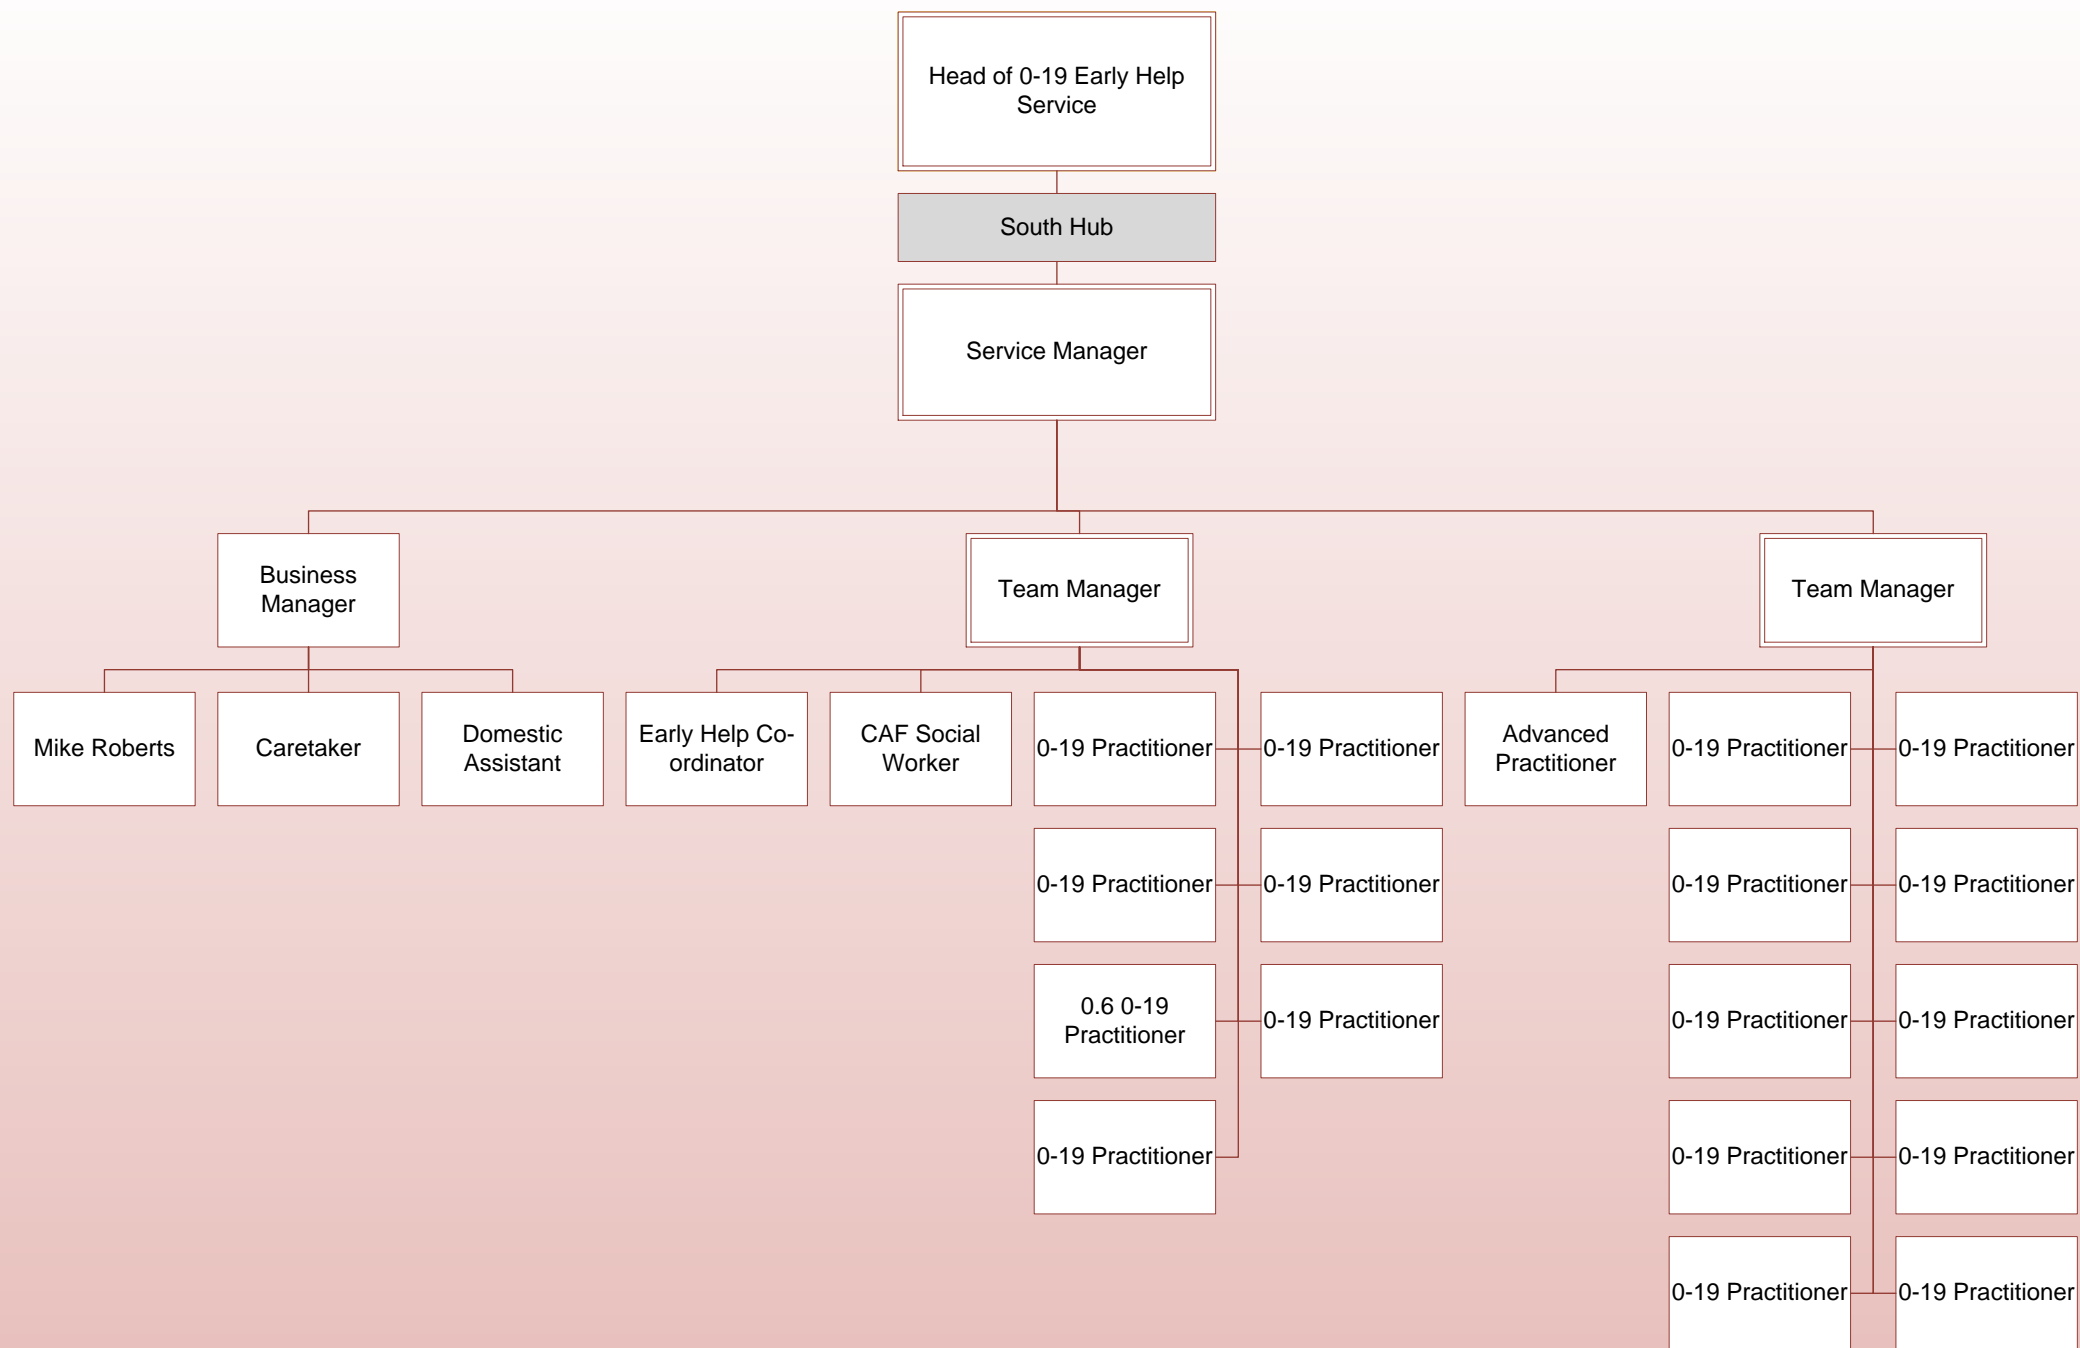 Head of 0-19 Early Help
Service
South Hub
Service Manager
Business
Manager
Team Manager
Team Manager
Mike Roberts
Caretaker
Domestic
Assistant
Early Help Co-
ordinator
CAF Social
Worker
0-19 Practitioner
0-19 Practitioner
Advanced
Practitioner
0-19 Practitioner
0-19 Practitioner
0-19 Practitioner
0-19 Practitioner
0-19 Practitioner
0-19 Practitioner
0.6 0-19
Practitioner
0-19 Practitioner
0-19 Practitioner
0-19 Practitioner
0-19 Practitioner
0-19 Practitioner
0-19 Practitioner
0-19 Practitioner
0-19 Practitioner